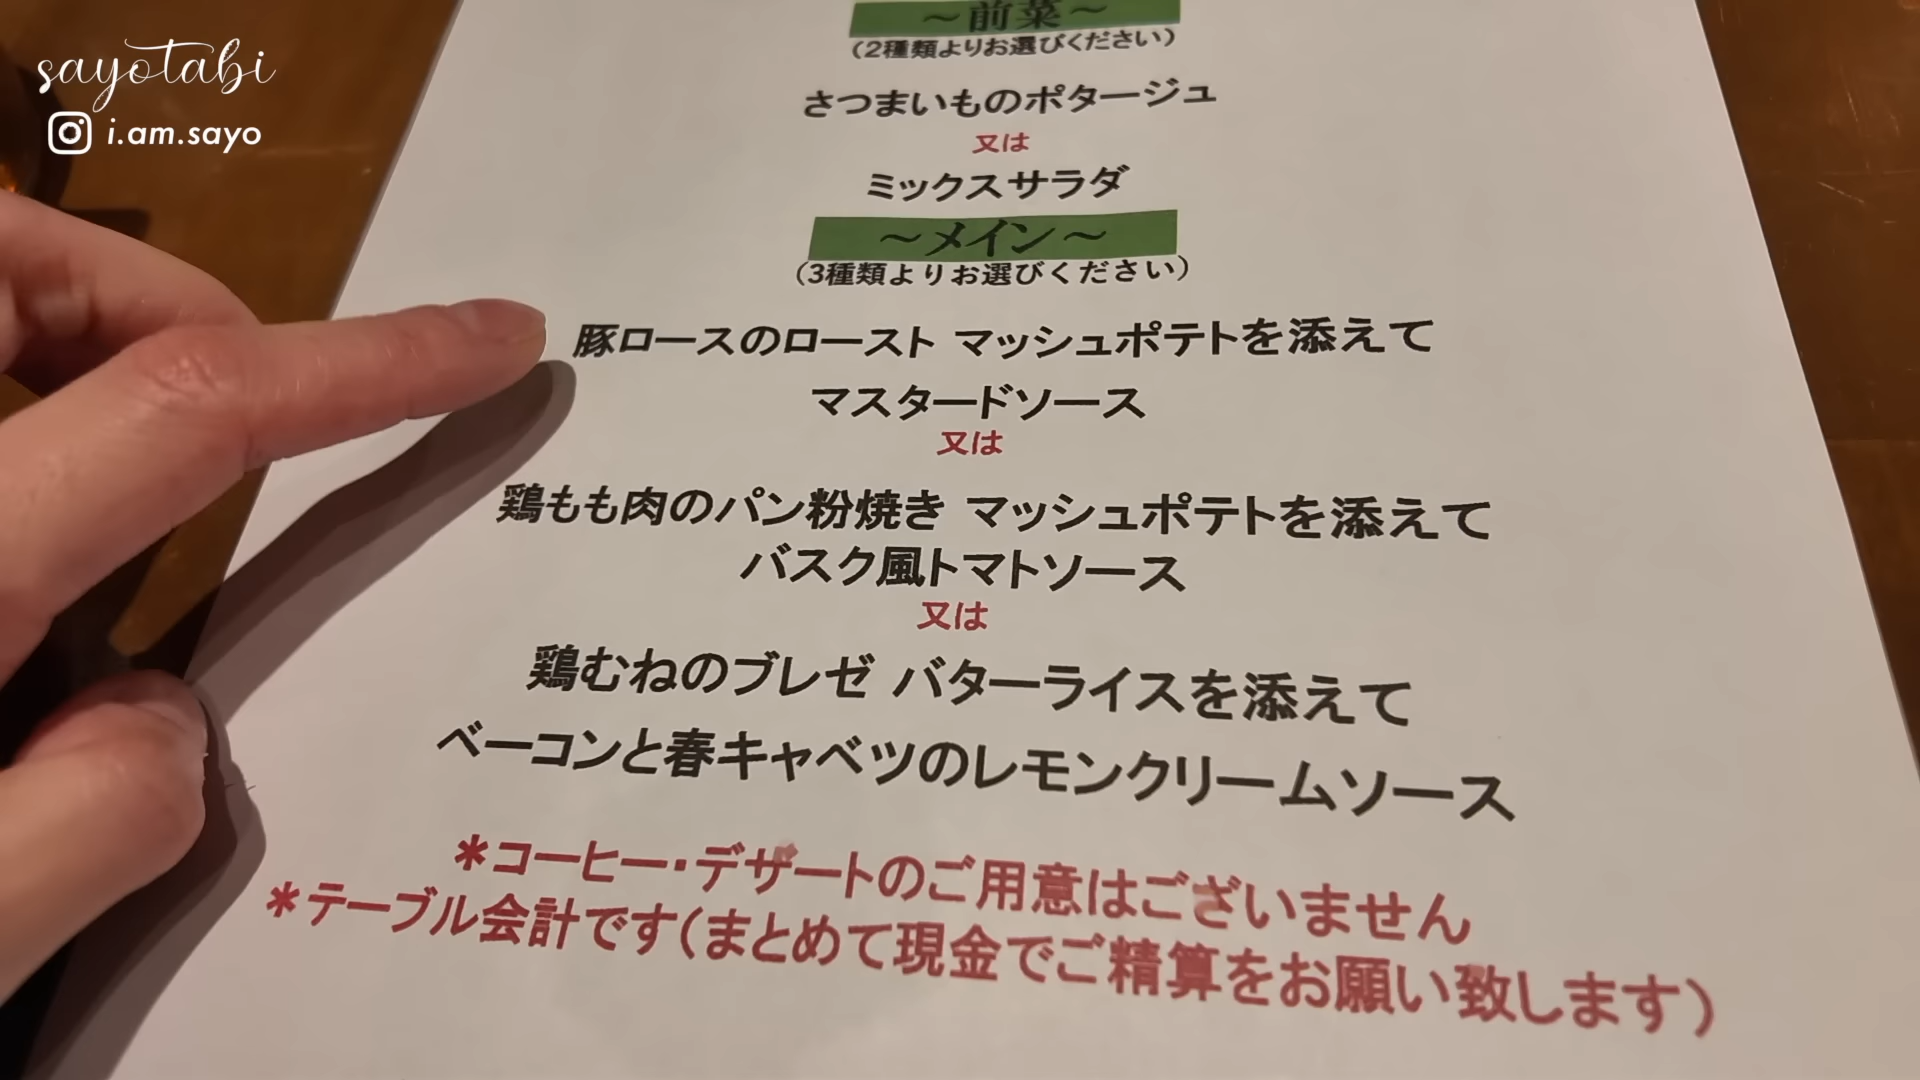 sayotabi
i.am.sayo
～前菜～
（2種類よりお選びください）
さつまいものポタージュ
又は
ミックスサラダ
～メイン～
（3種類よりお選びください）
豚ロースのロースト マッシュポテトを添えて
マスタードソース
又は
鶏もも肉のパン粉焼き マッシュポテトを添えて
バスク風トマトソース
又は
鶏むねのブレゼ バターライスを添えて
ベーコンと春キャベツのレモンクリームソース
＊コーヒー・デザートのご用意はございません
＊テーブル会計です（まとめて現金でご精算をお願い致します）